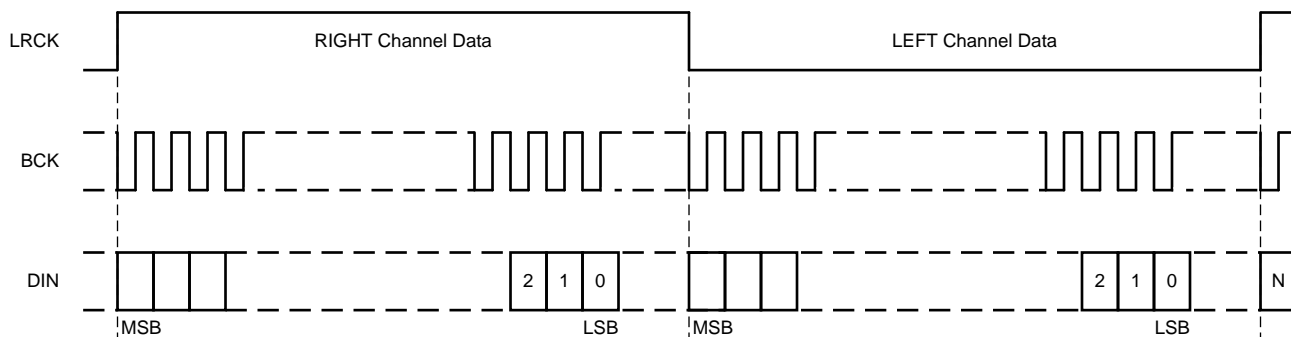 LRCK RIGHT Channel Data LEFT Channel Data
BCK
DIN 2 1 0 2 1 0 N
MSB LSB MSB LSB